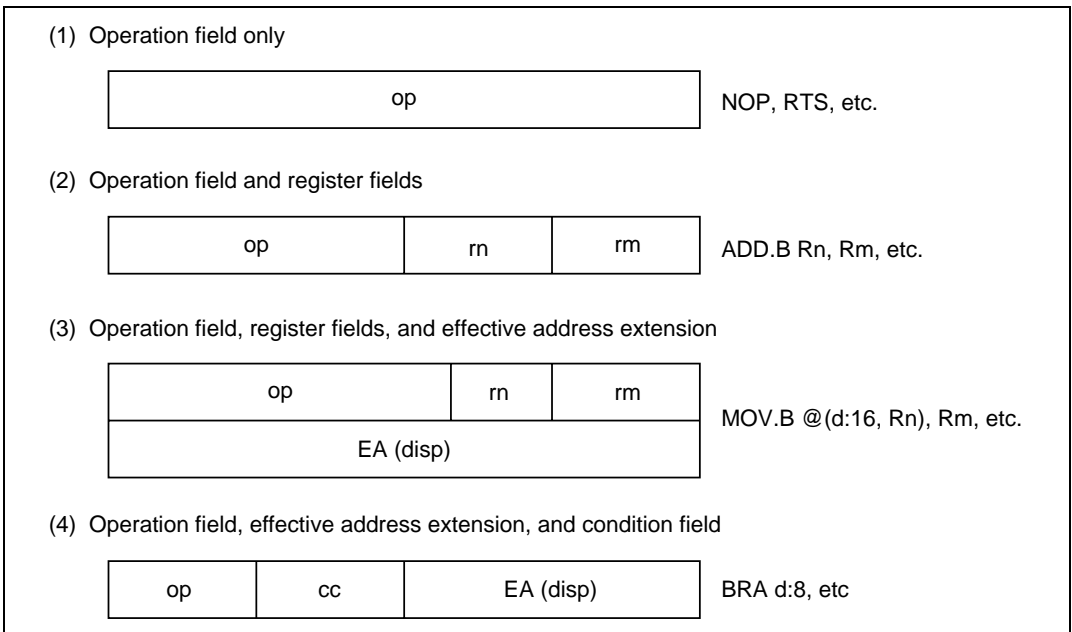 (1) Operation field only
op
NOP, RTS, etc.
(2) Operation field and register fields
op rn rm
ADD.B Rn, Rm, etc.
(3) Operation field, register fields, and effective address extension
op rn rm
MOV.B @(d:16, Rn), Rm, etc.
EA (disp)
(4) Operation field, effective address extension, and condition field
op cc EA (disp)
BRA d:8, etc